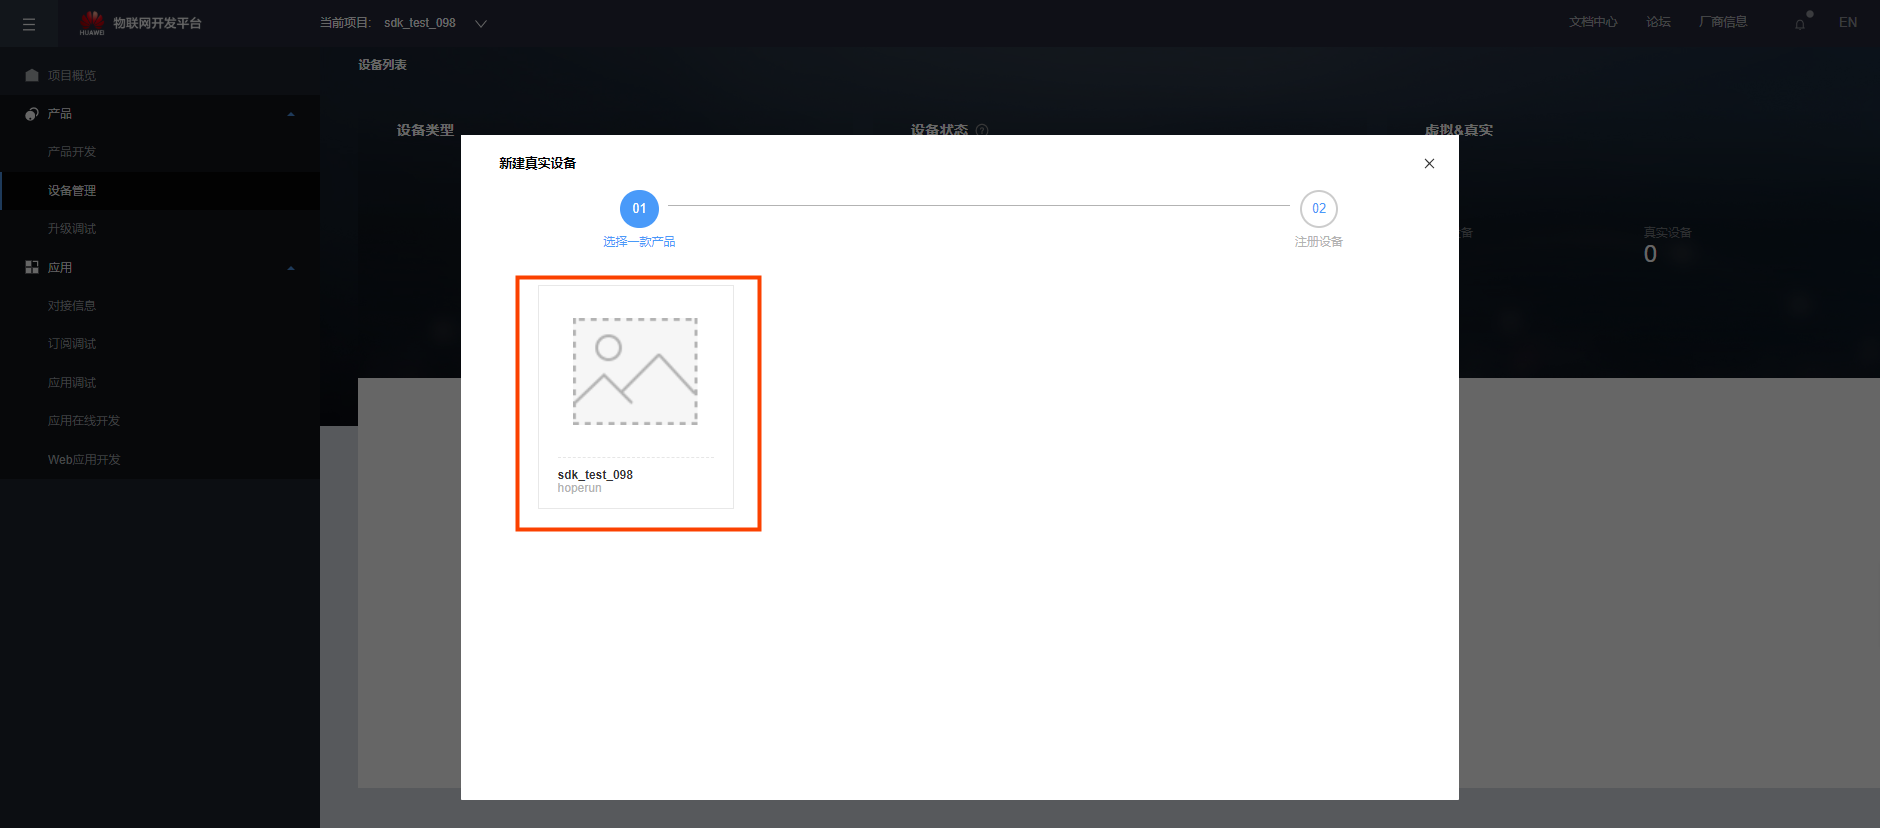 HUAWEI
物联网开发平台
当前项目: sdk_test_098
文档中心
论坛
厂商信息
EN
项目概览
产品
产品开发
设备管理
升级调试
应用
对接信息
订阅调试
应用调试
应用在线开发
Web应用开发
设备列表
设备类型
设备状态 ?
虚拟&真实
备
真实设备
0
新建真实设备
01
选择一款产品
02
注册设备
sdk_test_098
hoperun